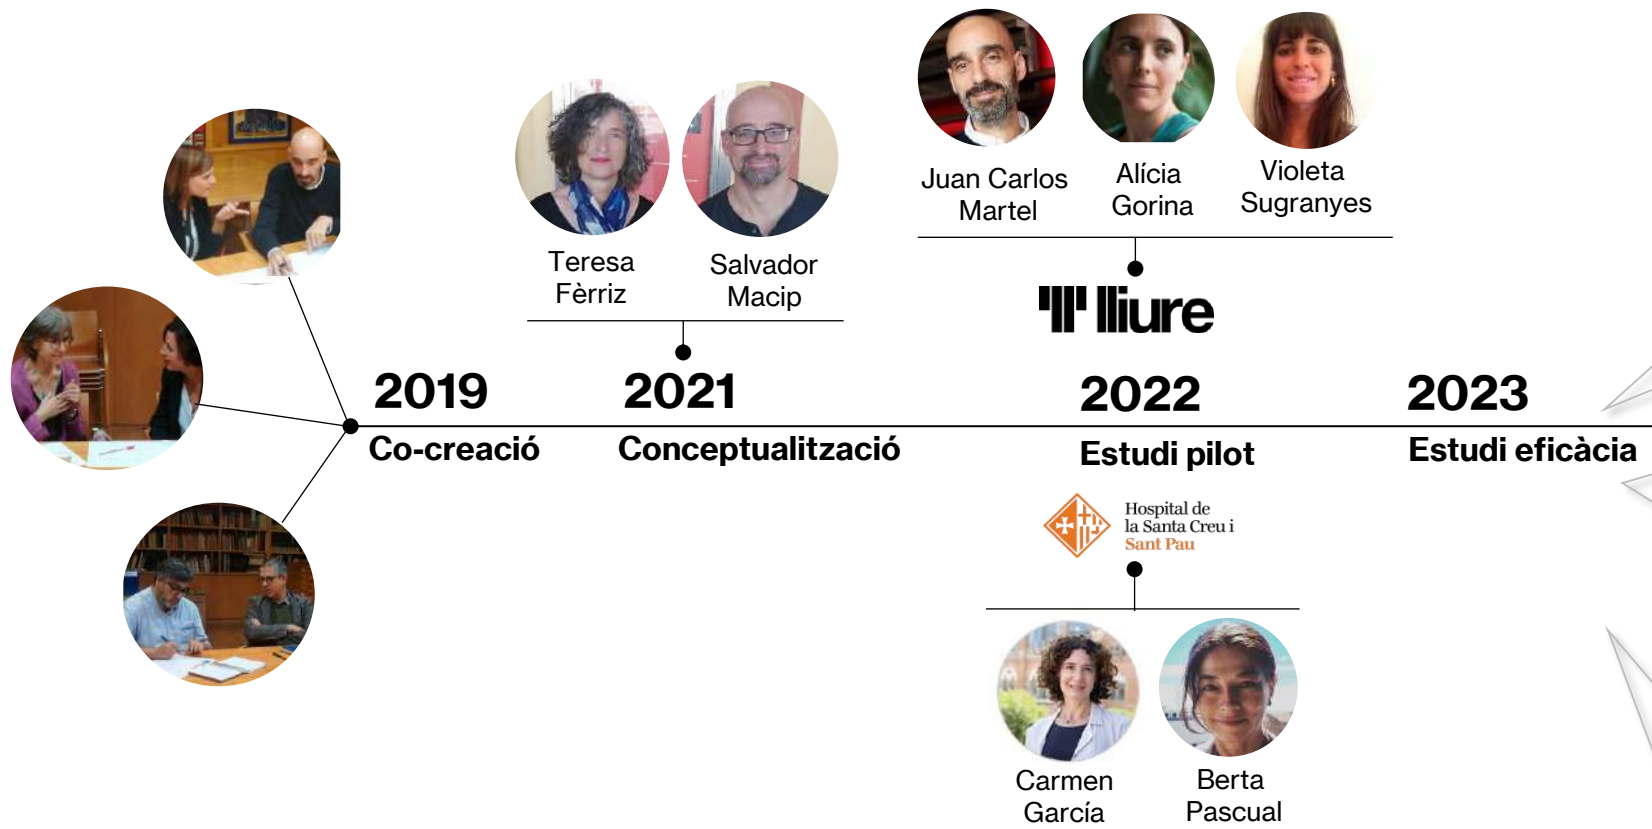 Juan Carlos
Martel
Alícia
Gorina
Violeta
Sugranyes
Teresa
Fèrriz
Salvador
Macip
lliure
2019
2021
2022
2023
Co-creació
Conceptualització
Estudi pilot
Estudi eficàcia
Hospital de
la Santa Creu i
Sant Pau
Carmen
García
Berta
Pascual